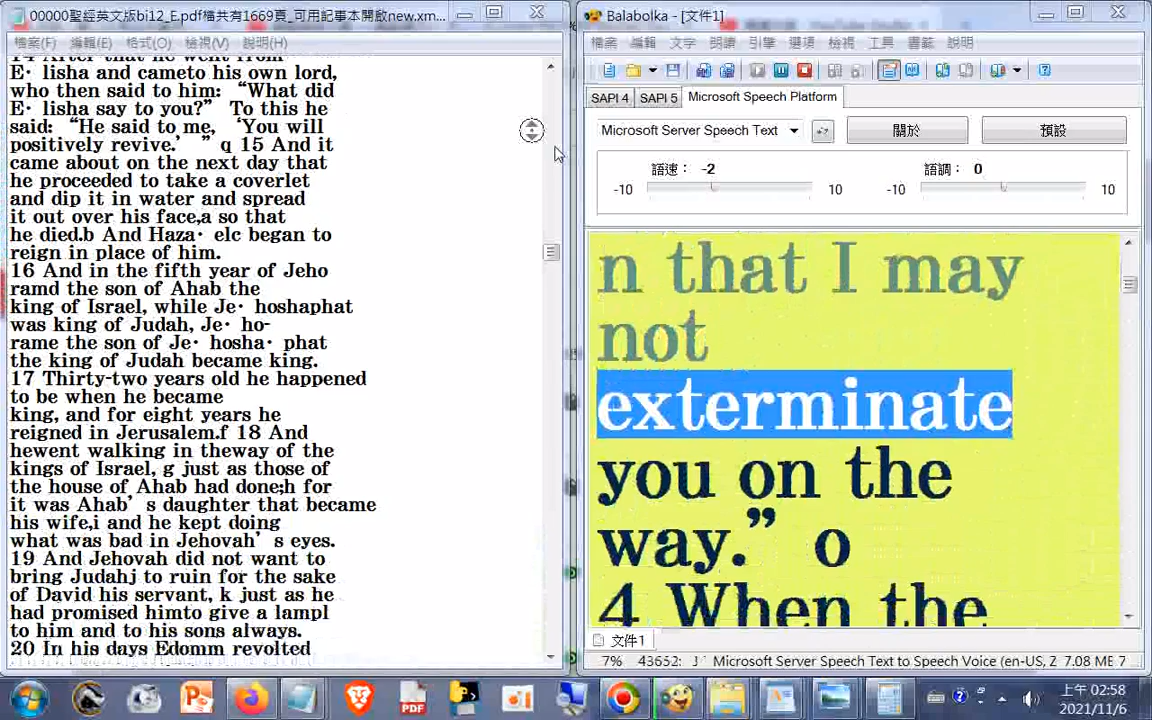 00000聖經英文版bi12_E.pdf檔共有1669頁_可用記事本開啟new.xm...
檔案(F) 編輯(E) 格式(O) 檢視(V) 說明(H)
14 After that he went from
E· lisha and cameto his own lord,
who then said to him: “What did
E· lisha say to you?” To this he
said: “He said to me, ‘You will
positively revive.’ ” q 15 And it
came about on the next day that
he proceeded to take a coverlet
and dip it in water and spread
it out over his face,a so that
he died.b And Haza· elc began to
reign in place of him.
16 And in the fifth year of Jeho
ramd the son of Ahab the
king of Israel, while Je· hoshaphat
was king of Judah, Je· ho-
rame the son of Je· hosha· phat
the king of Judah became king.
17 Thirty-two years old he happened
to be when he became
king, and for eight years he
reigned in Jerusalem.f 18 And
hewent walking in theway of the
kings of Israel, g just as those of
the house of Ahab had done;h for
it was Ahab’s daughter that became
his wife,i and he kept doing
what was bad in Jehovah’s eyes.
19 And Jehovah did not want to
bring Judahj to ruin for the sake
of David his servant, k just as he
had promised himto give a lampl
to him and to his sons always.
20 In his days Edomm revolted
Balabolka - [文件1]
檔案 編輯 文字 朗讀 引擎 選項 檢視 工具 書籤 說明
SAPI 4 SAPI 5 Microsoft Speech Platform
Microsoft Server Speech Text 關於 預設
語速： -2 語調： 0
-10 10 -10 10
n that I may
not
exterminate
you on the
way.” o
4 When the
文件1
7% 43652: Microsoft Server Speech Text to Speech Voice (en-US, 2 7.08 MB 7
PDF
上午 02:58
2021/11/6